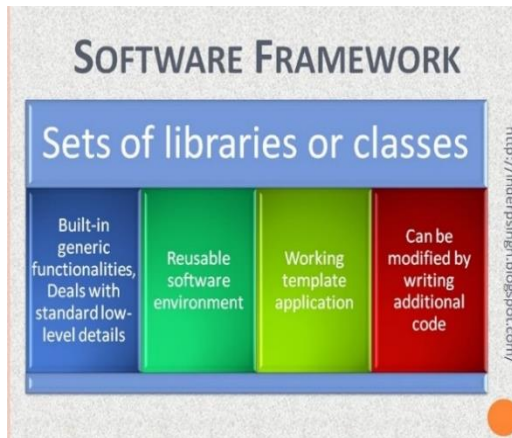 SOFTWARE FRAMEWORK
Sets of libraries or classes
Built-in
generic
functionalities,
Deals with
standard low-
level details
Reusable
software
environment
Working
template
application
Can be
modified by
writing
additional
code